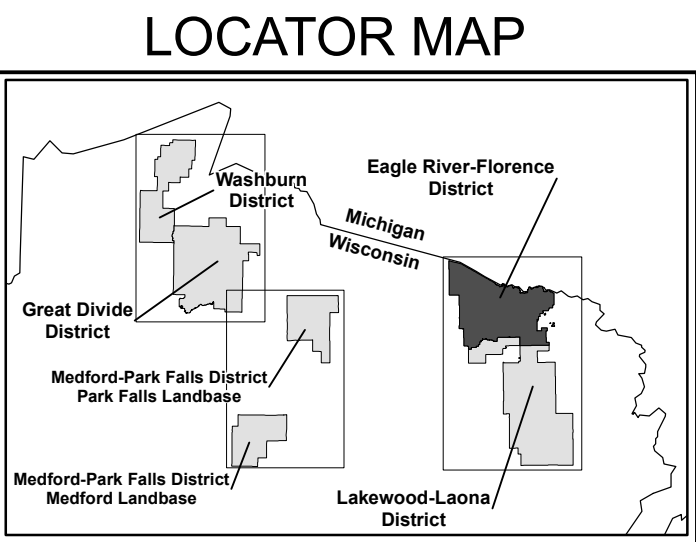 LOCATOR MAP
Eagle River-Florence
District
Washburn
District
Michigan
Wisconsin
Great Divide
District
Medford-Park Falls District
Park Falls Landbase
Medford-Park Falls District
Medford Landbase
Lakewood-Laona
District